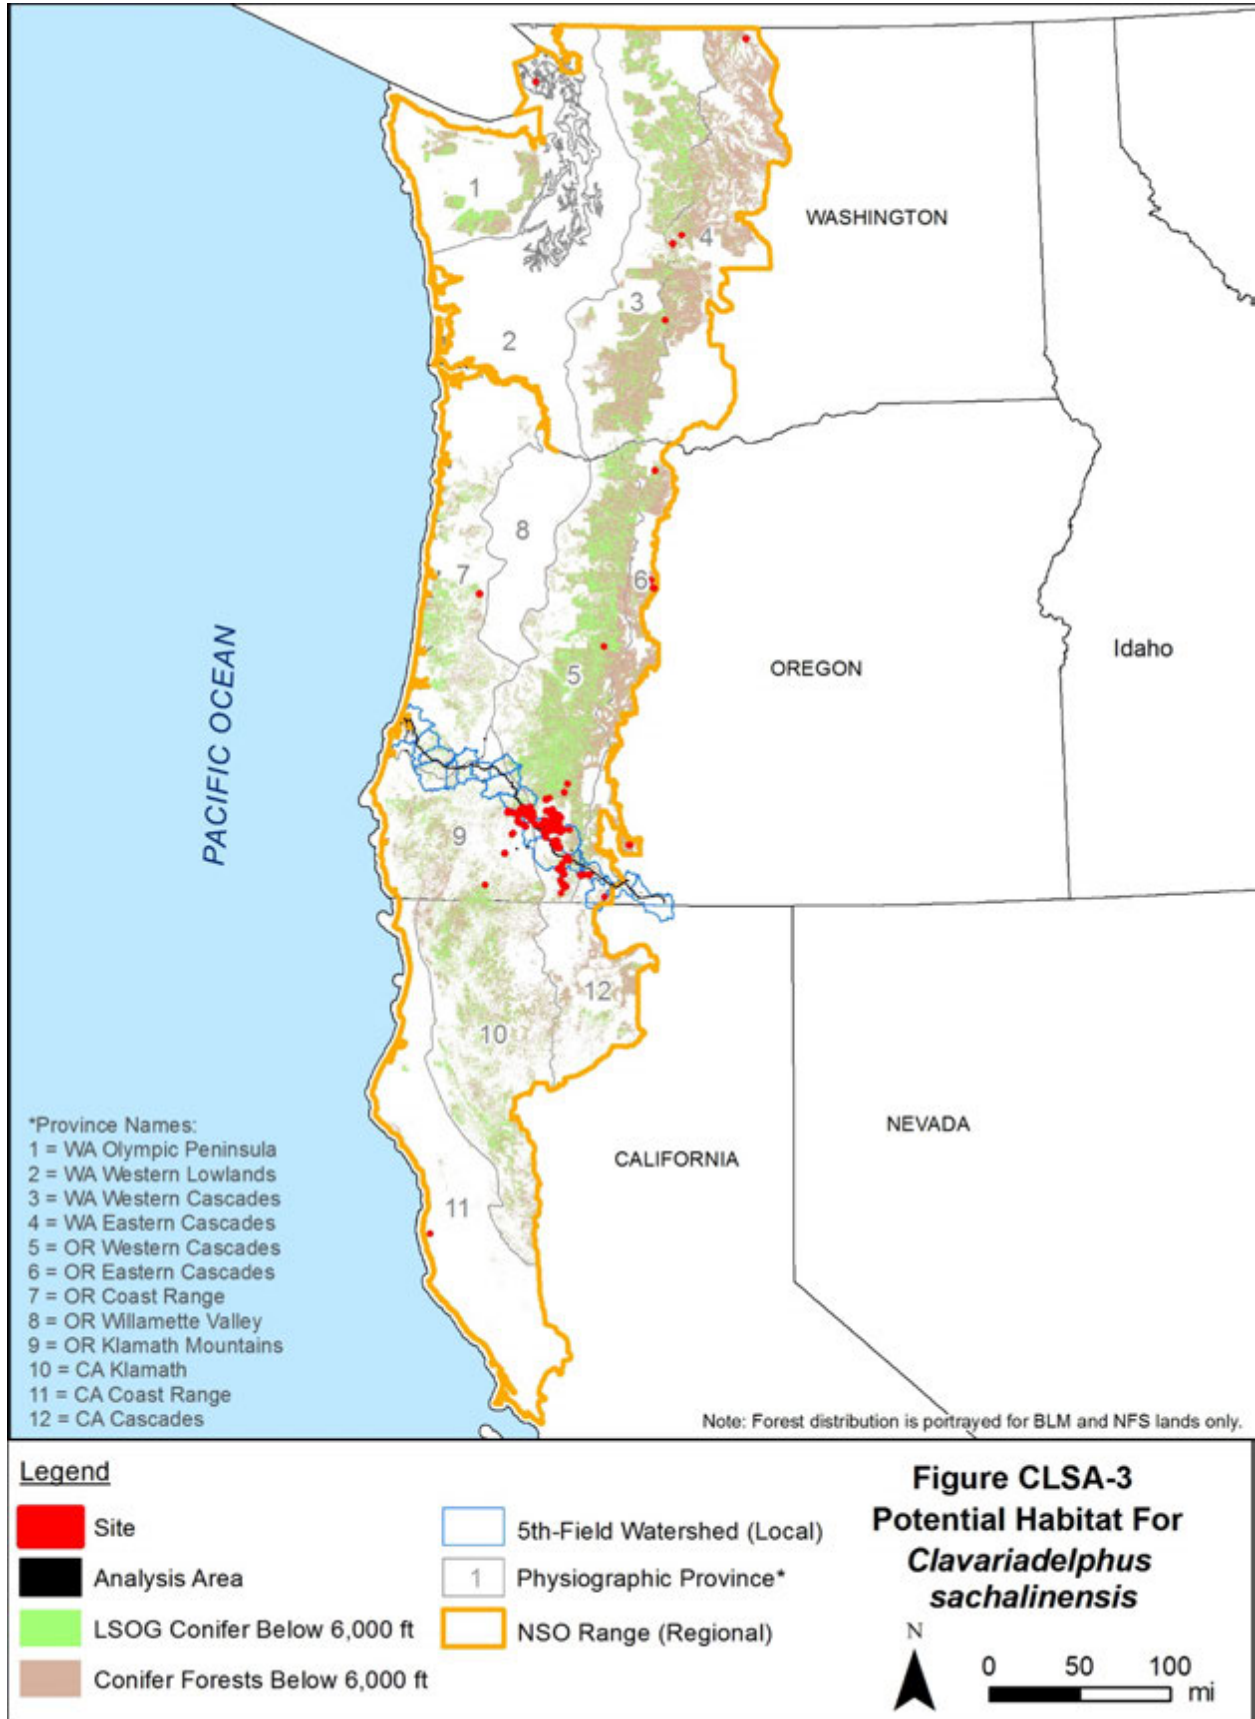 WASHINGTON
1
4
3
2
8
7
6
PACIFIC OCEAN
5
OREGON
Idaho
9
12
10
*Province Names:
1 = WA Olympic Peninsula
2 = WA Western Lowlands
3 = WA Western Cascades
4 = WA Eastern Cascades
5 = OR Western Cascades
6 = OR Eastern Cascades
7 = OR Coast Range
8 = OR Willamette Valley
9 = OR Klamath Mountains
10 = CA Klamath
11 = CA Coast Range
12 = CA Cascades
NEVADA
CALIFORNIA
11
Note: Forest distribution is portrayed for BLM and NFS lands only.
Legend
Site
Analysis Area
LSOG Conifer Below 6,000 ft
Conifer Forests Below 6,000 ft
5th-Field Watershed (Local)
1 Physiographic Province*
NSO Range (Regional)
Figure CLSA-3
Potential Habitat For
Clavariadelphus
sachalinensis
N
0 50 100
mi